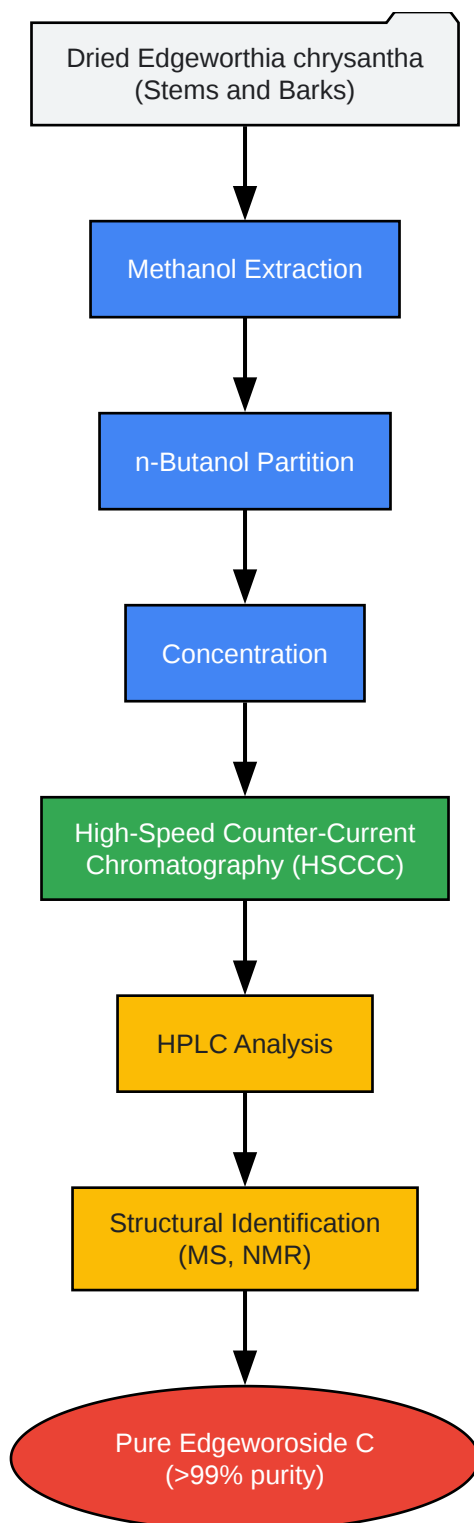 Dried Edgeworthia chrysantha
(Stems and Barks)
Methanol Extraction
n-Butanol Partition
Concentration
High-Speed Counter-Current
Chromatography (HSCCC)
HPLC Analysis
Structural Identification
(MS, NMR)
Pure Edgeworoside C
(>99% purity)